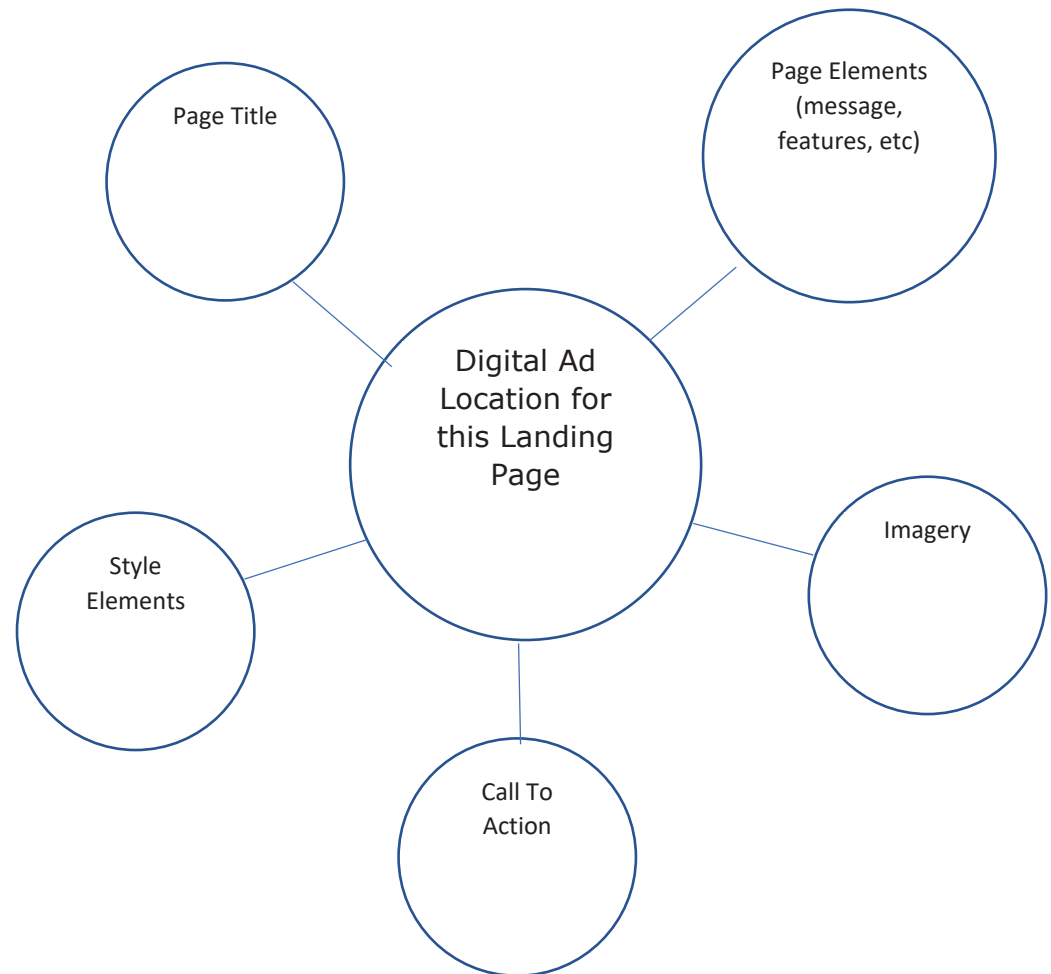 Page Title
Page Elements
(message,
features, etc)
Digital Ad
Location for
this Landing
Page
Style
Elements
Imagery
Call To
Action